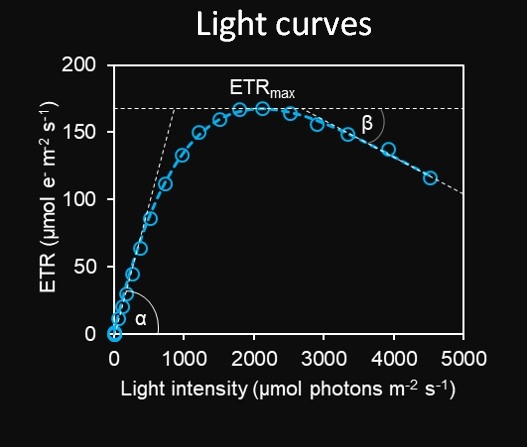 Light curves
200
ETRmax
150
β
100
50
α
0
ETR (µmol e- m-2 s-1)
0 1000 2000 3000 4000 5000
Light intensity (µmol photons m-2 s-1)